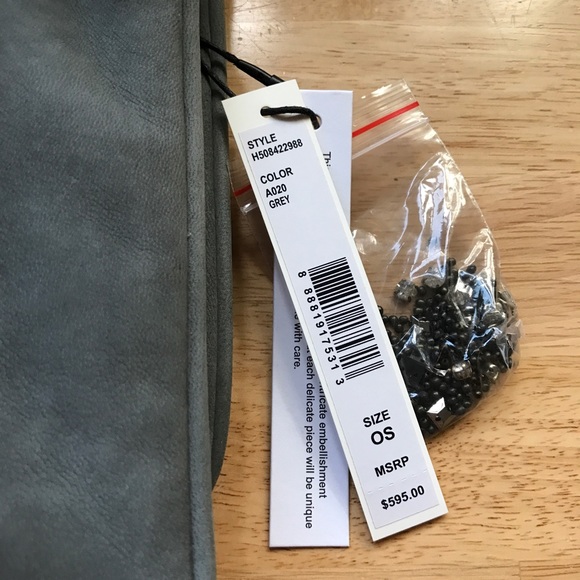 STYLE
H508422988
COLOR
A020
GREY
8 88819 17531 3
SIZE
OS
MSRP
$595.00
embellishment
each delicate piece will be unique
with care.